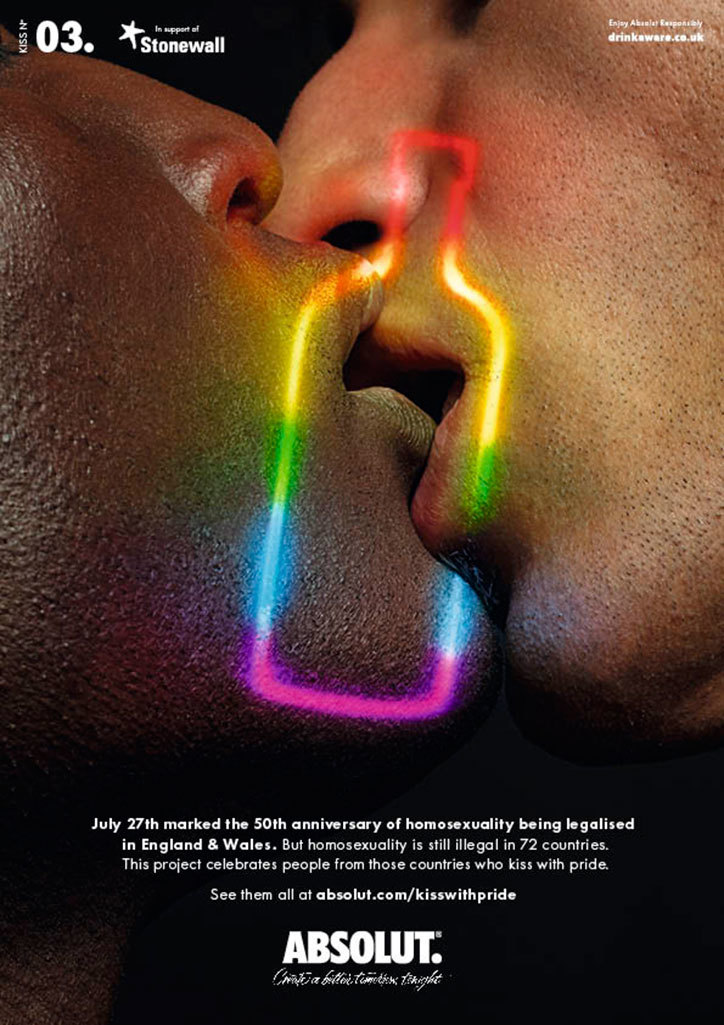 KISS Nº
03.
In support of
Stonewall
Enjoy Absolut Responsibly
drinkaware.co.uk
July 27th marked the 50th anniversary of homosexuality being legalised
in England & Wales. But homosexuality is still illegal in 72 countries.
This project celebrates people from those countries who kiss with pride.
See them all at absolut.com/kisswithpride
ABSOLUT.®
Create a better tomorrow, tonight